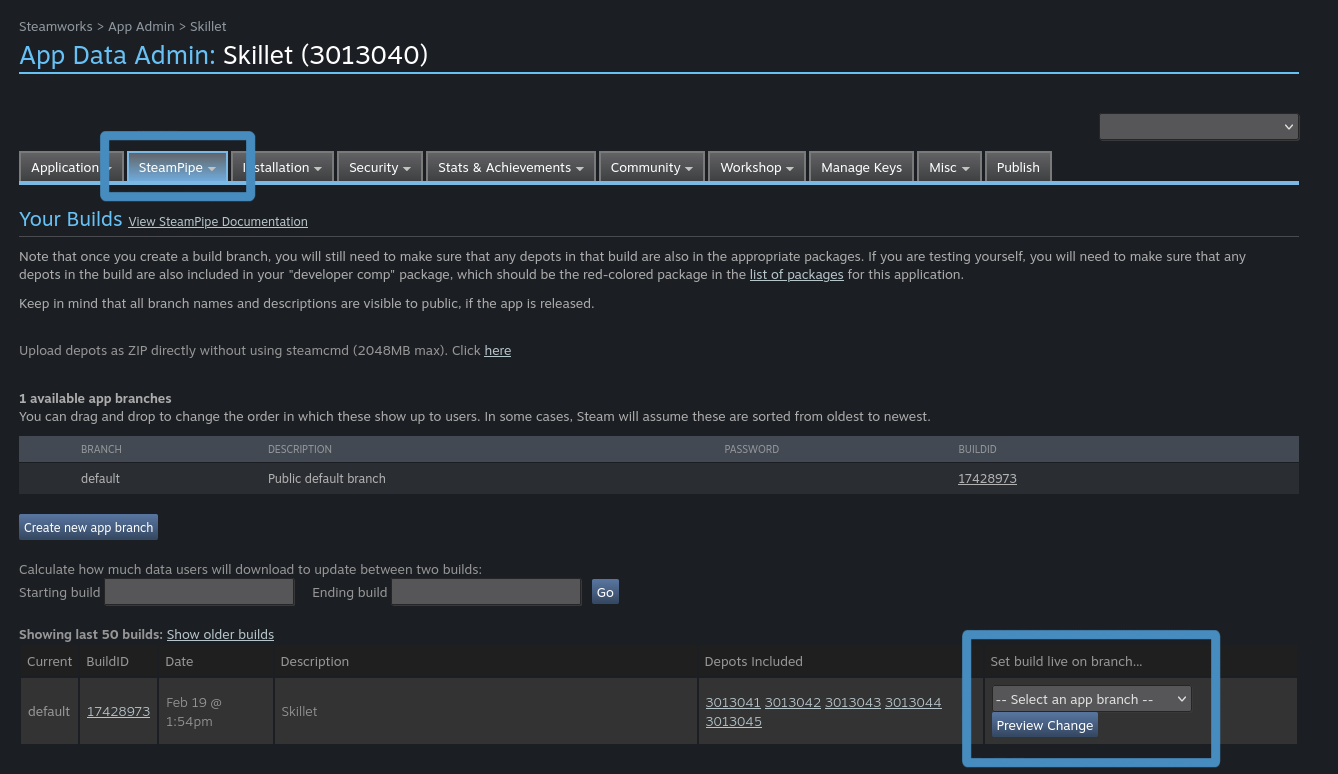 Steamworks > App Admin > Skillet
App Data Admin: Skillet (3013040)
Application SteamPipe Installation Security Stats & Achievements Community Workshop Manage Keys Misc Publish
Your Builds View SteamPipe Documentation
Note that once you create a build branch, you will still need to make sure that any depots in that build are also in the appropriate packages. If you are testing yourself, you will need to make sure that any
depots in the build are also included in your "developer comp" package, which should be the red-colored package in the list of packages for this application.
Keep in mind that all branch names and descriptions are visible to public, if the app is released.
Upload depots as ZIP directly without using steamcmd (2048MB max). Click here
1 available app branches
You can drag and drop to change the order in which these show up to users. In some cases, Steam will assume these are sorted from oldest to newest.
BRANCH DESCRIPTION PASSWORD BUILDID
default Public default branch 17428973
Create new app branch
Calculate how much data users will download to update between two builds:
Starting build Ending build Go
Showing last 50 builds: Show older builds
Current BuildID Date Description Depots Included Set build live on branch...
default 17428973 Feb 19 @ Skillet 3013041 3013042 3013043 3013044 -- Select an app branch --
1:54pm 3013045 Preview Change